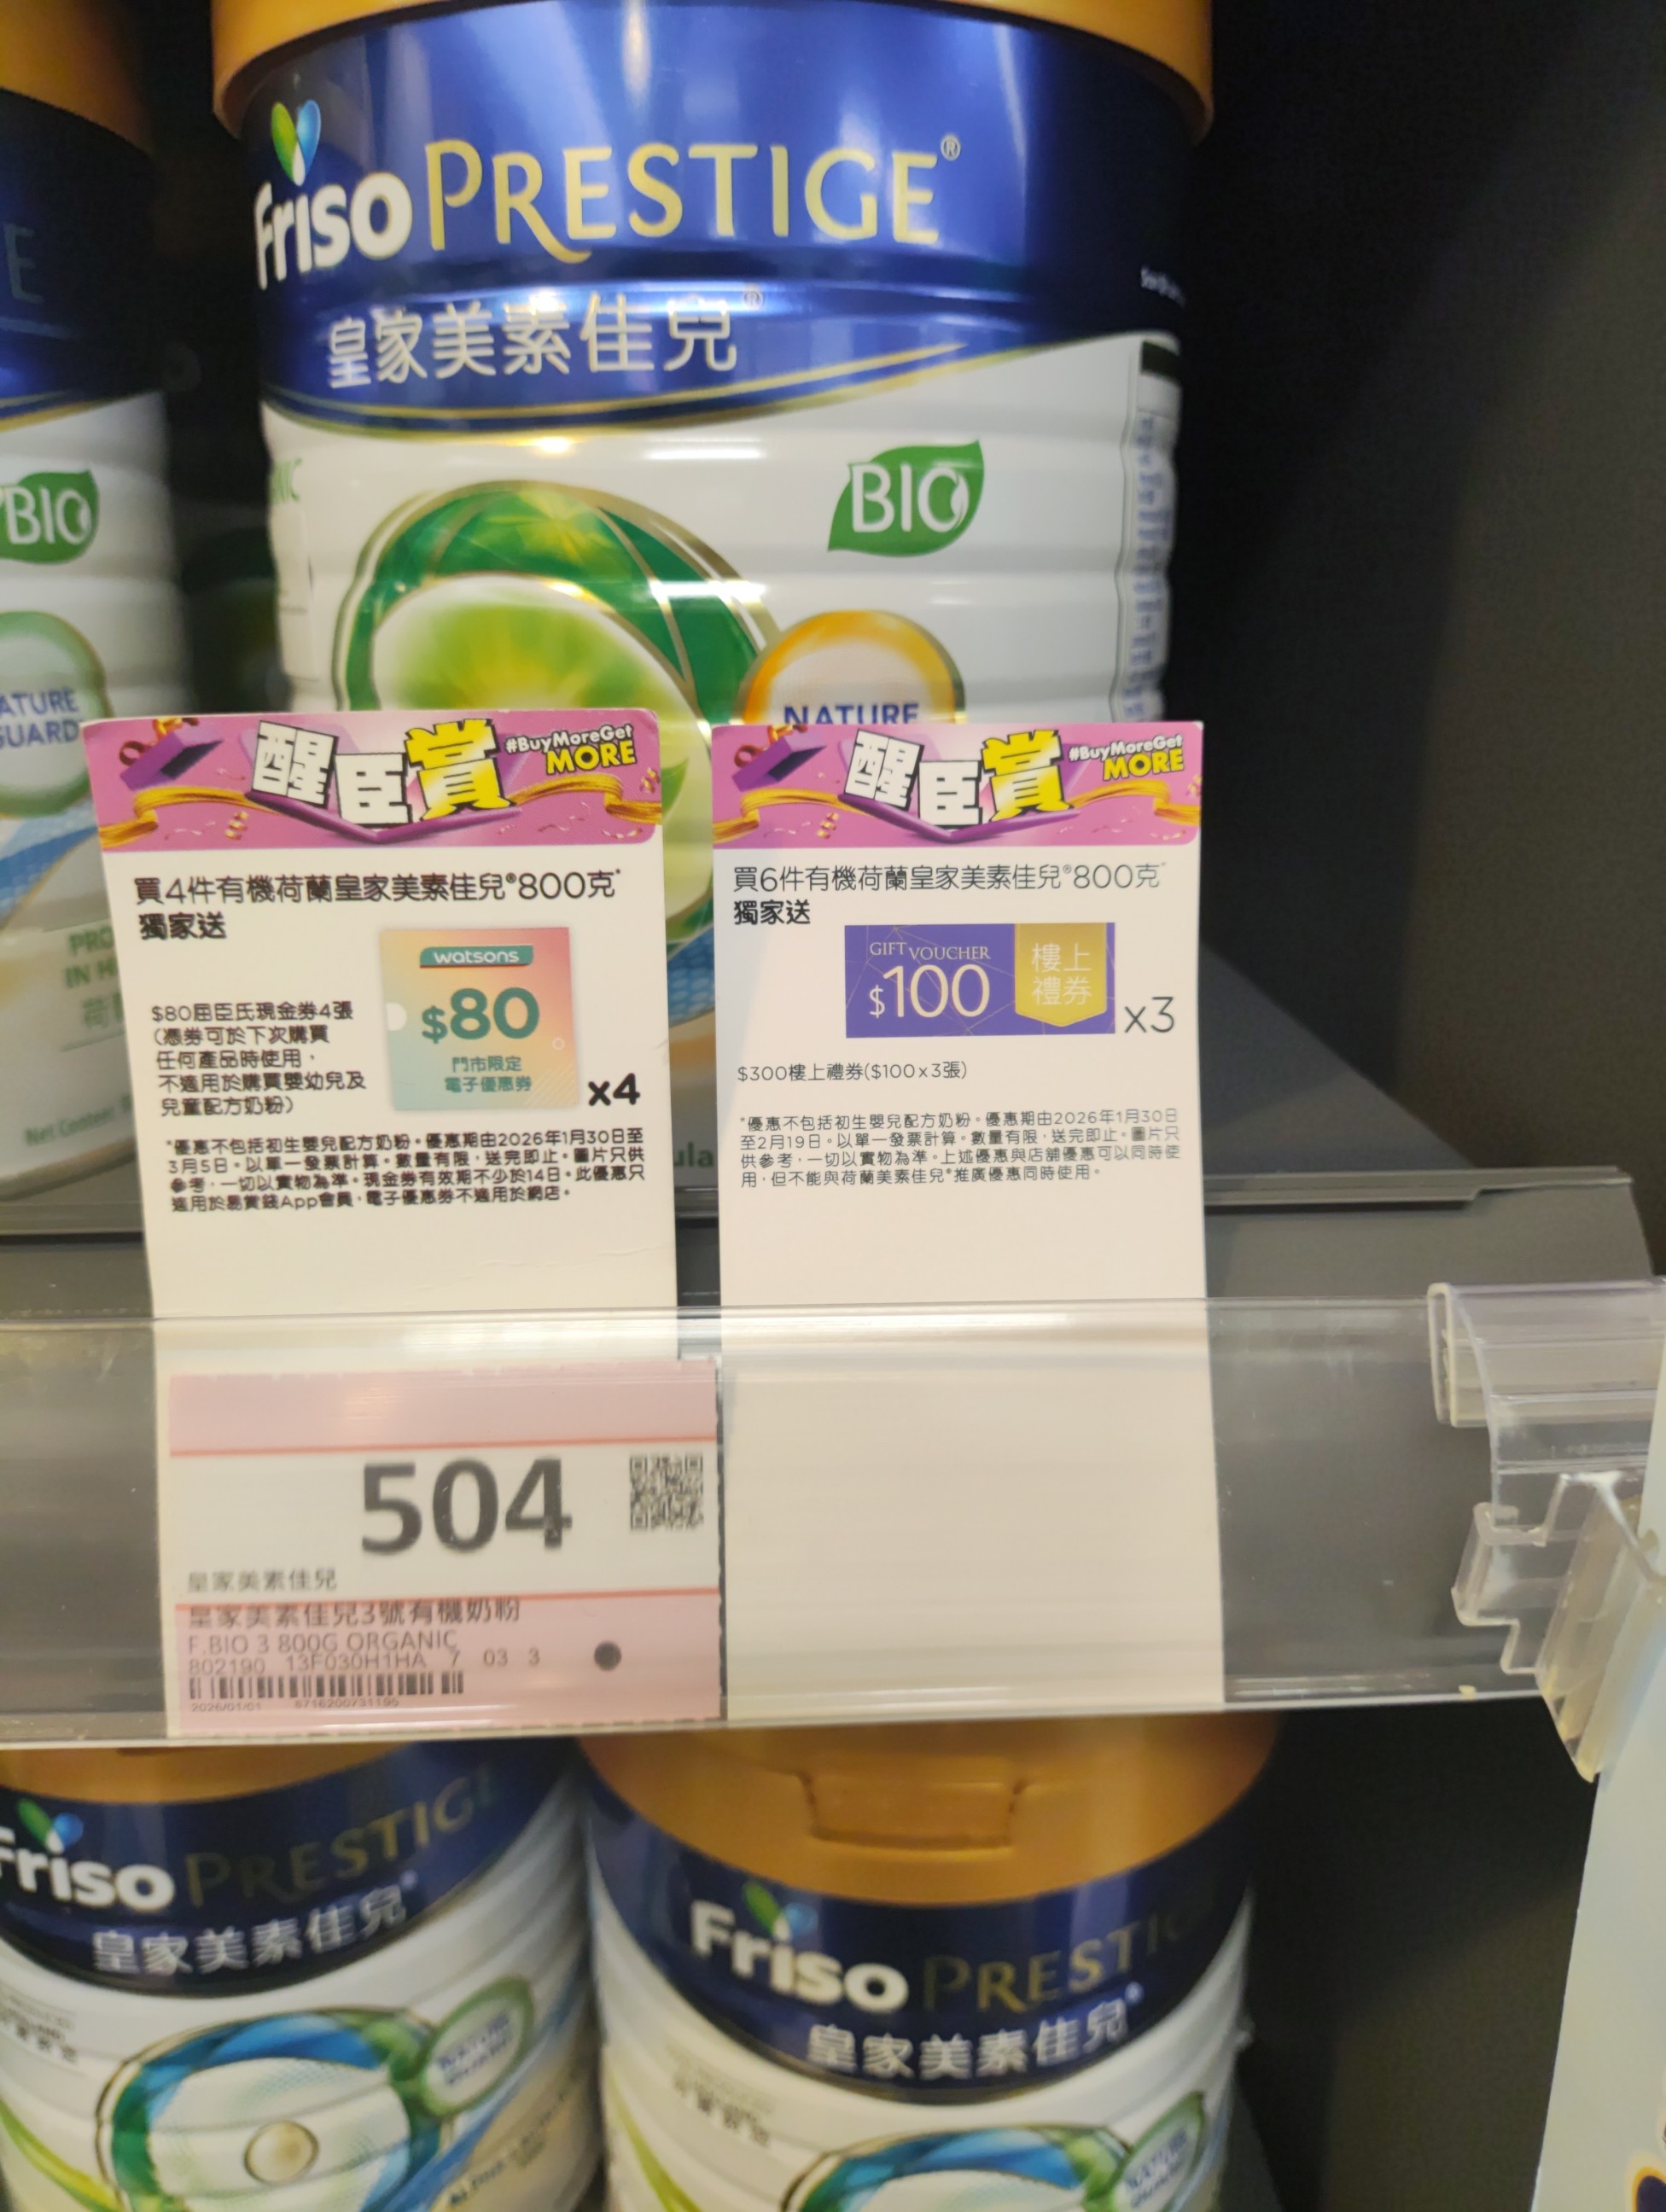 Friso PRESTIGE®
皇家美素佳兒®
BIO
BIO
NATURE
ATURE
GUARD
醒臣賞
#BuyMoreGet
MORE
買4件有機荷蘭皇家美素佳兒®800克*
獨家送
watsons
$80
門市限定
電子優惠券
x4
$80屈臣氏現金券4張
(憑券可於下次購買
任何產品時使用，
不適用於購買嬰幼兒及
兒童配方奶粉)
*優惠不包括初生嬰兒配方奶粉。優惠期由2026年1月30日至
3月5日。以單一發票計算。數量有限，送完即止。圖片只供
參考，一切以實物為準。現金券有效期不少於14日。此優惠只
適用於易賞錢App會員，電子優惠券不適用於網店。
醒臣賞
#BuyMoreGet
MORE
買6件有機荷蘭皇家美素佳兒®800克*
獨家送
GIFT VOUCHER
$100
樓上
禮券
x3
$300樓上禮券($100x3張)
*優惠不包括初生嬰兒配方奶粉。優惠期由2026年1月30日
至2月19日。以單一發票計算。數量有限，送完即止。圖片只
供參考，一切以實物為準。上述優惠與店舖優惠可以同時使
用，但不能與荷蘭美素佳兒®推廣優惠同時使用。
504
皇家美素佳兒
皇家美素佳兒3號有機奶粉
F.BIO 3 800G ORGANIC
802190 13F030H1HA 7 03 3
2026/01/01 8716200731195
Friso PRESTIGE
皇家美素佳兒®
Friso PRESTIG
皇家美素佳兒®